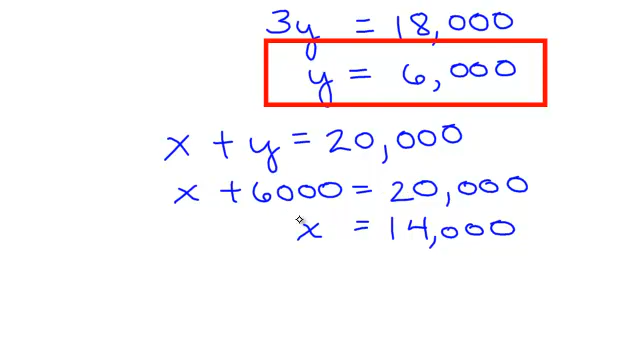 3y = 18,000
y = 6,000
x + y = 20,000
x + 6000 = 20,000
x = 14,000